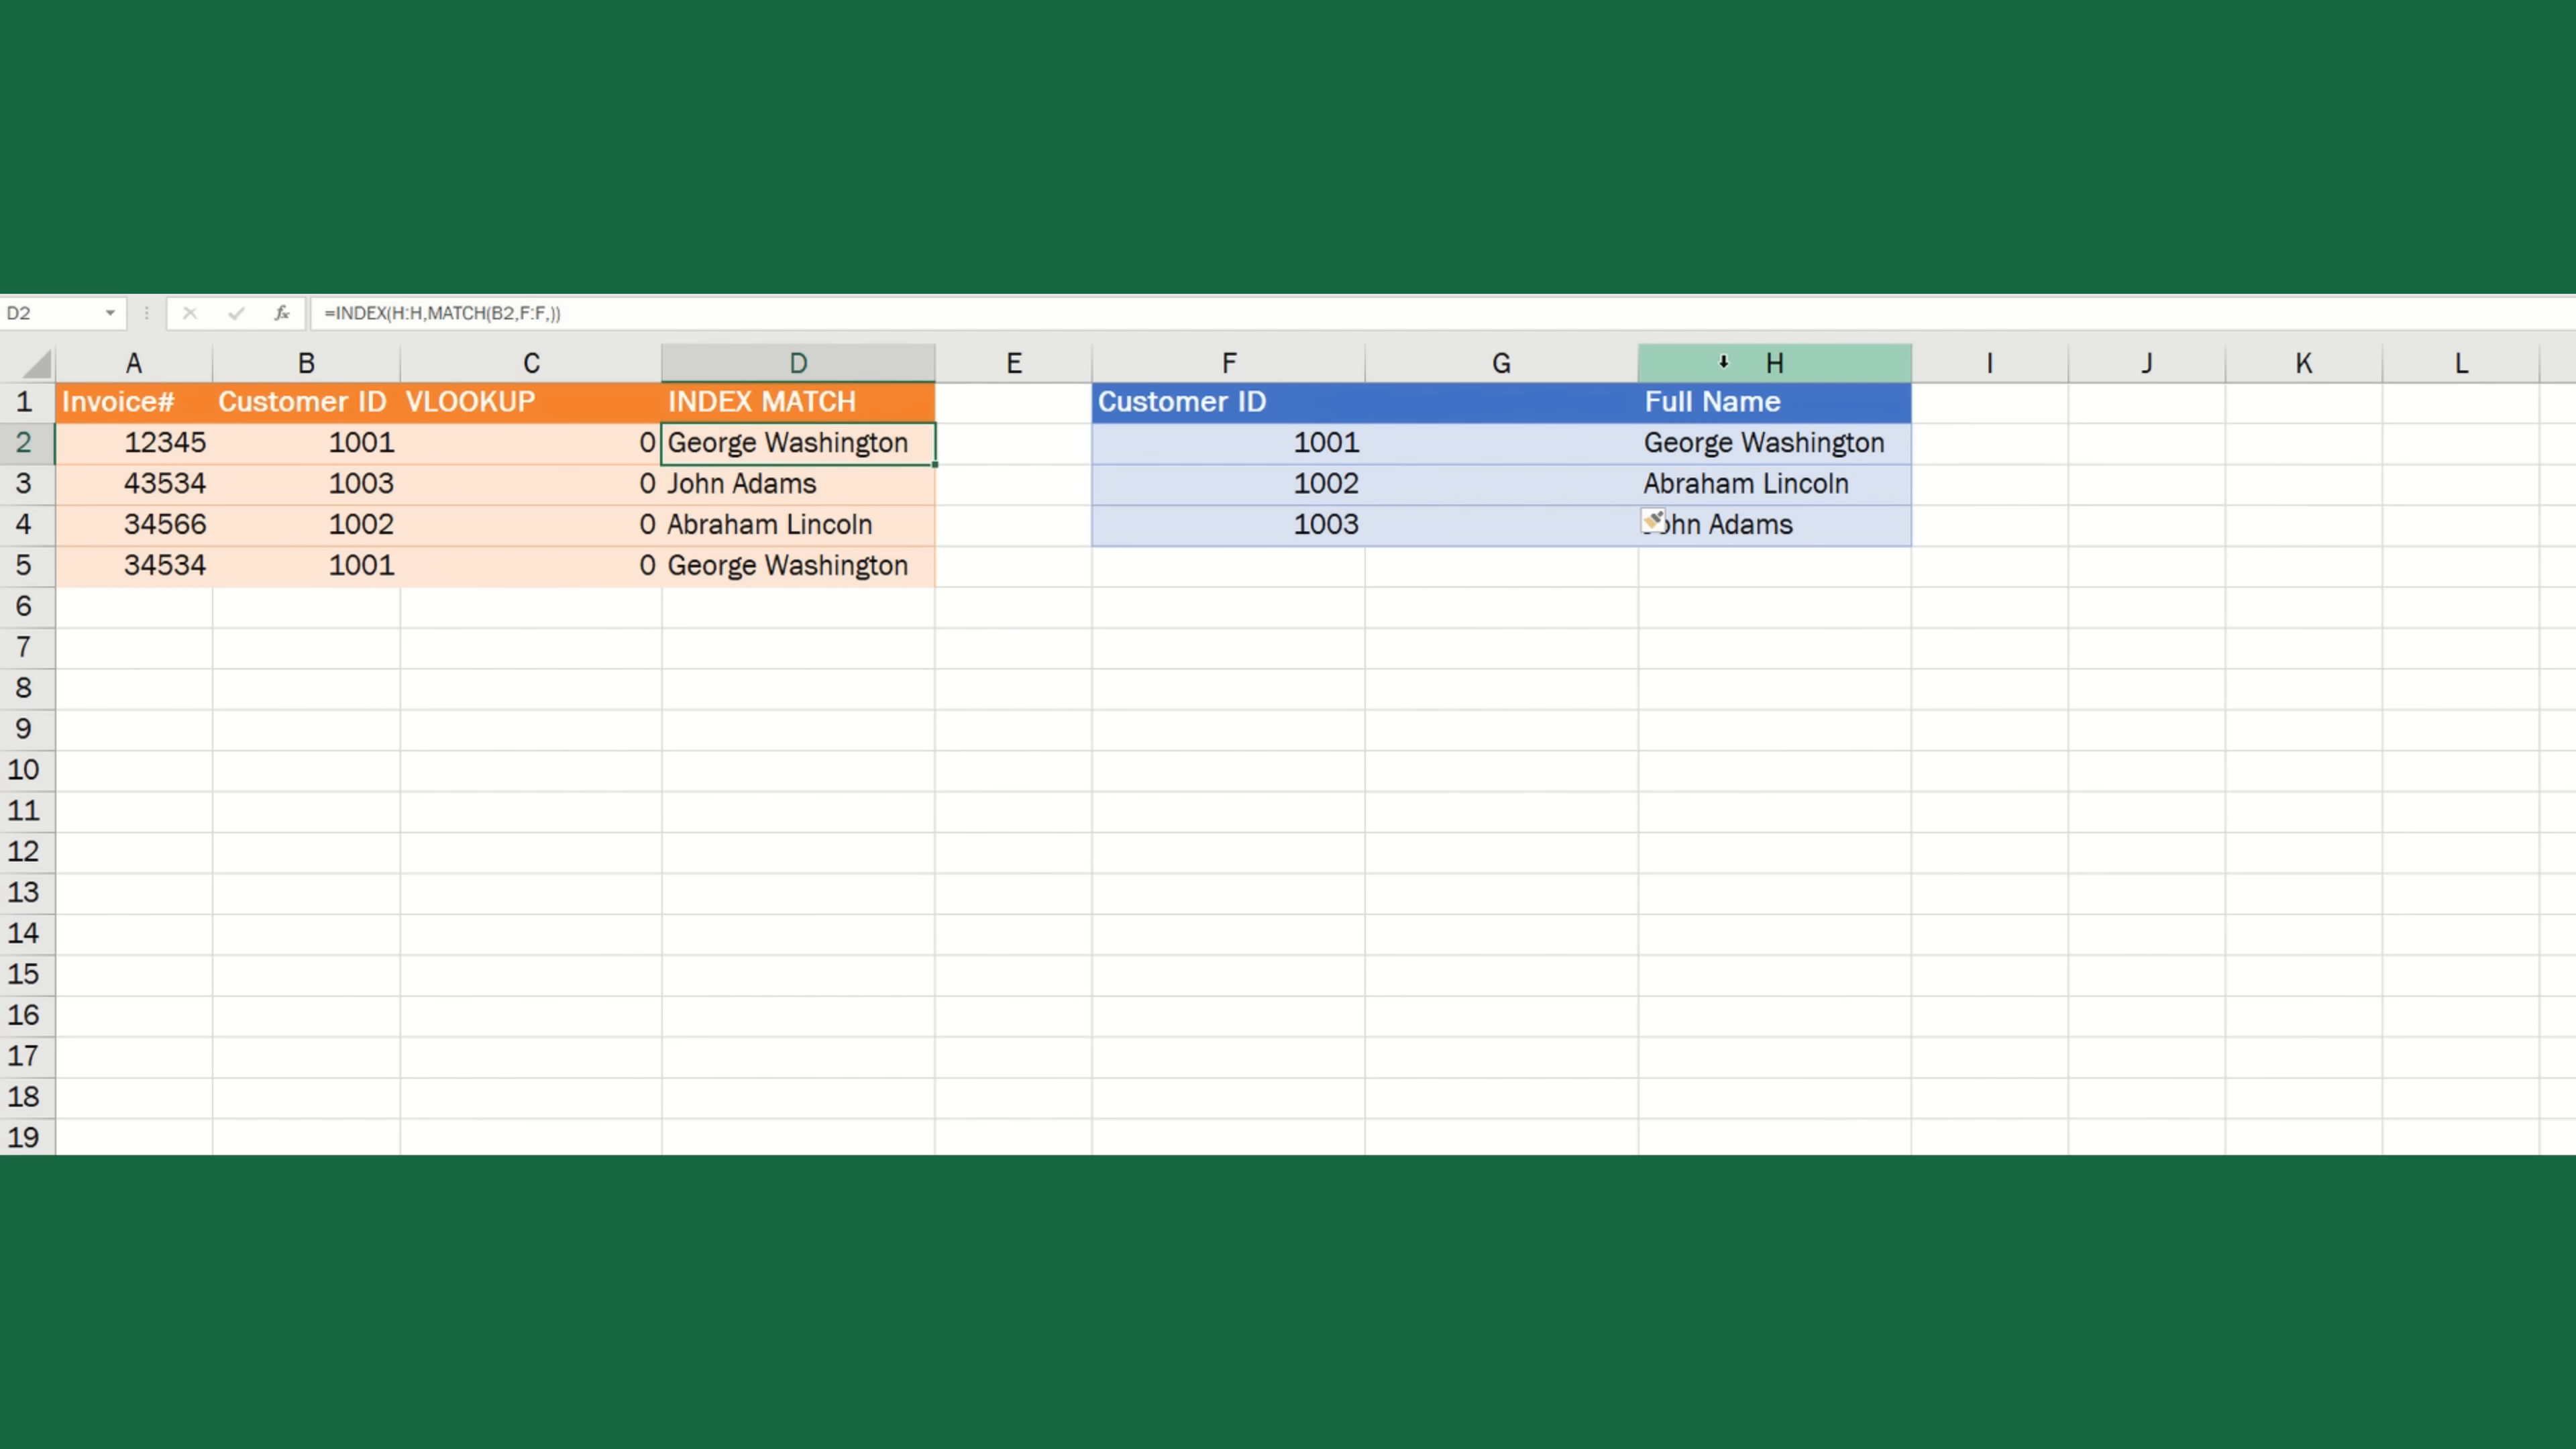 D2 fx =INDEX(H:H,MATCH(B2,F:F,))
A B C D E F G H I J K L
1 Invoice# Customer ID VLOOKUP INDEX MATCH Customer ID Full Name
2 12345 1001 0 George Washington 1001 George Washington
3 43534 1003 0 John Adams 1002 Abraham Lincoln
4 34566 1002 0 Abraham Lincoln 1003 John Adams
5 34534 1001 0 George Washington
6
7
8
9
10
11
12
13
14
15
16
17
18
19